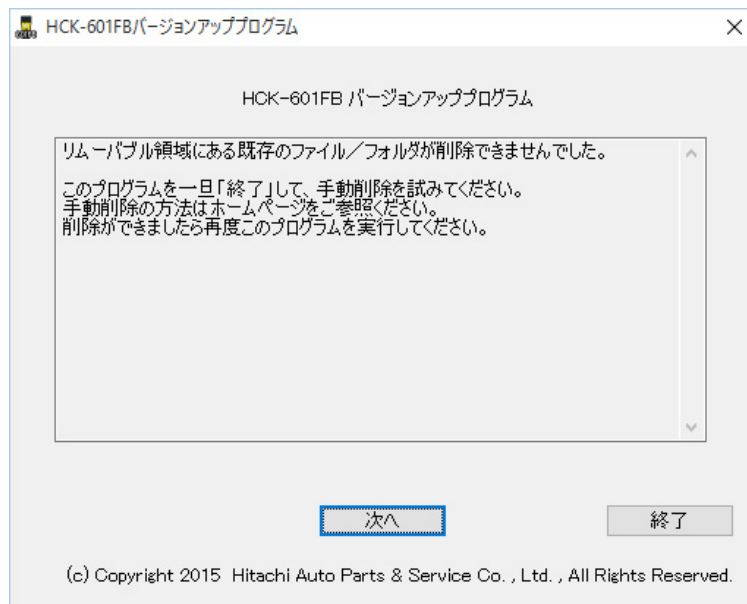 HCK-601FBバージョンアッププログラム
HCK-601FB バージョンアッププログラム
リムーバブル領域にある既存のファイル／フォルダが削除できませんでした。
このプログラムを一旦「終了」して、手動削除を試みてください。
手動削除の方法はホームページをご参照ください。
削除ができましたら再度このプログラムを実行してください。
次へ
終了
(c) Copyright 2015 Hitachi Auto Parts & Service Co. , Ltd. , All Rights Reserved.